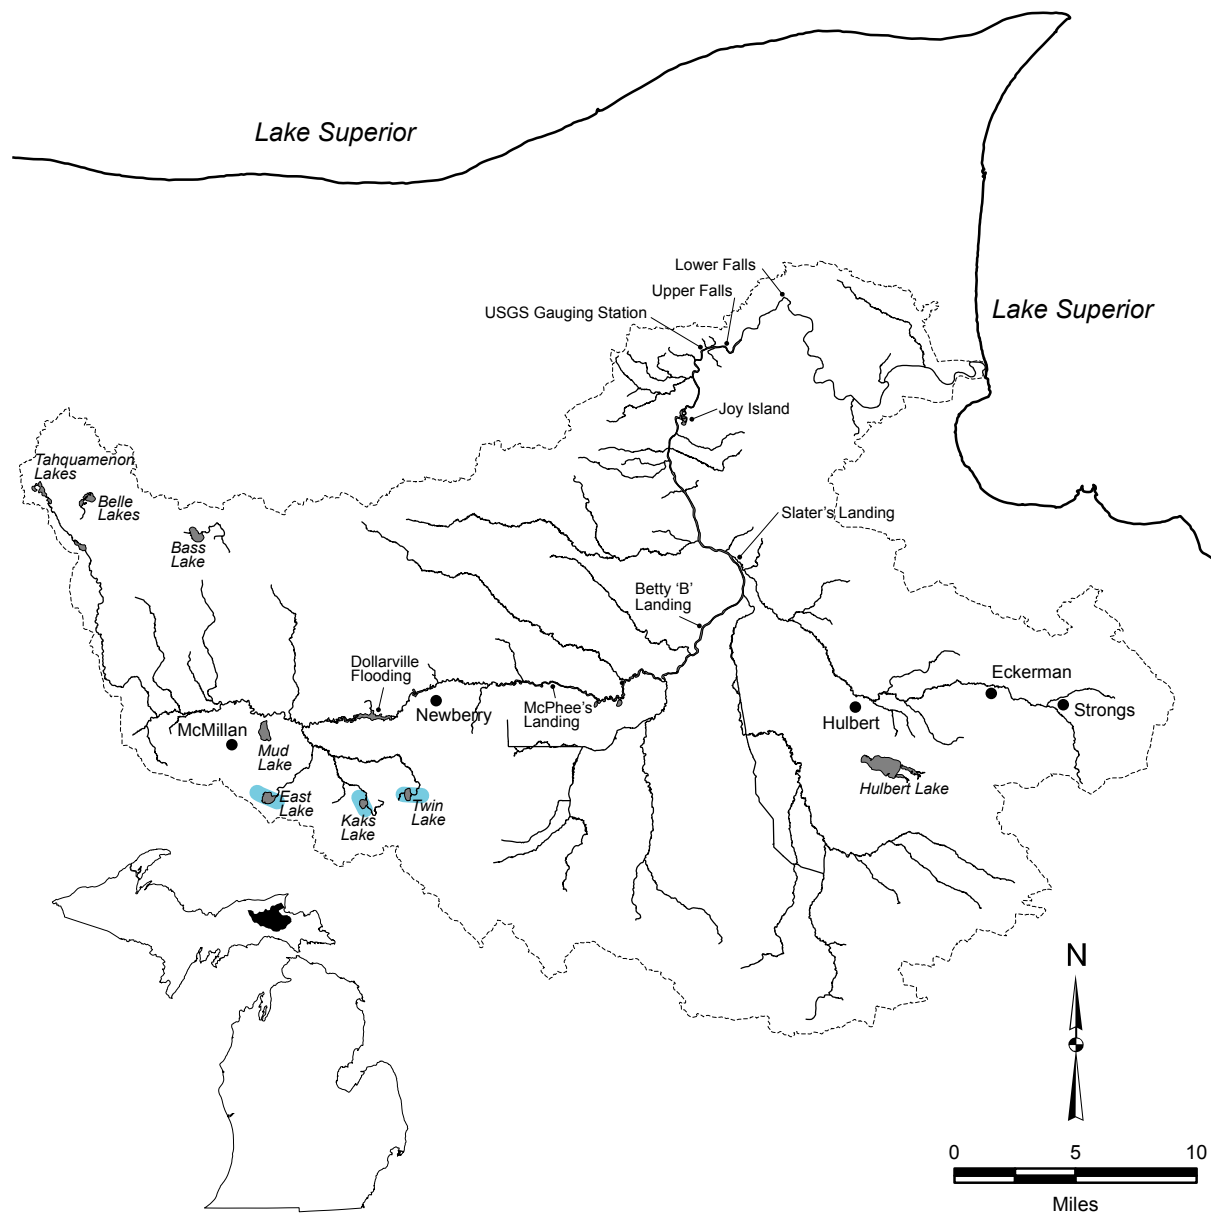 Lake Superior
Lower Falls
Upper Falls
USGS Gauging Station
Lake Superior
Joy Island
Tahquamenon
Lakes
Belle
Lakes
Bass
Lake
Slater's Landing
Betty 'B'
Landing
Dollarville
Flooding
Eckerman
McPhee's
Landing
Newberry
Strongs
Hulbert
McMillan
Mud
Lake
Hulbert Lake
East
Lake
Kaks
Lake
Twin
Lake
N
0 5 10
Miles